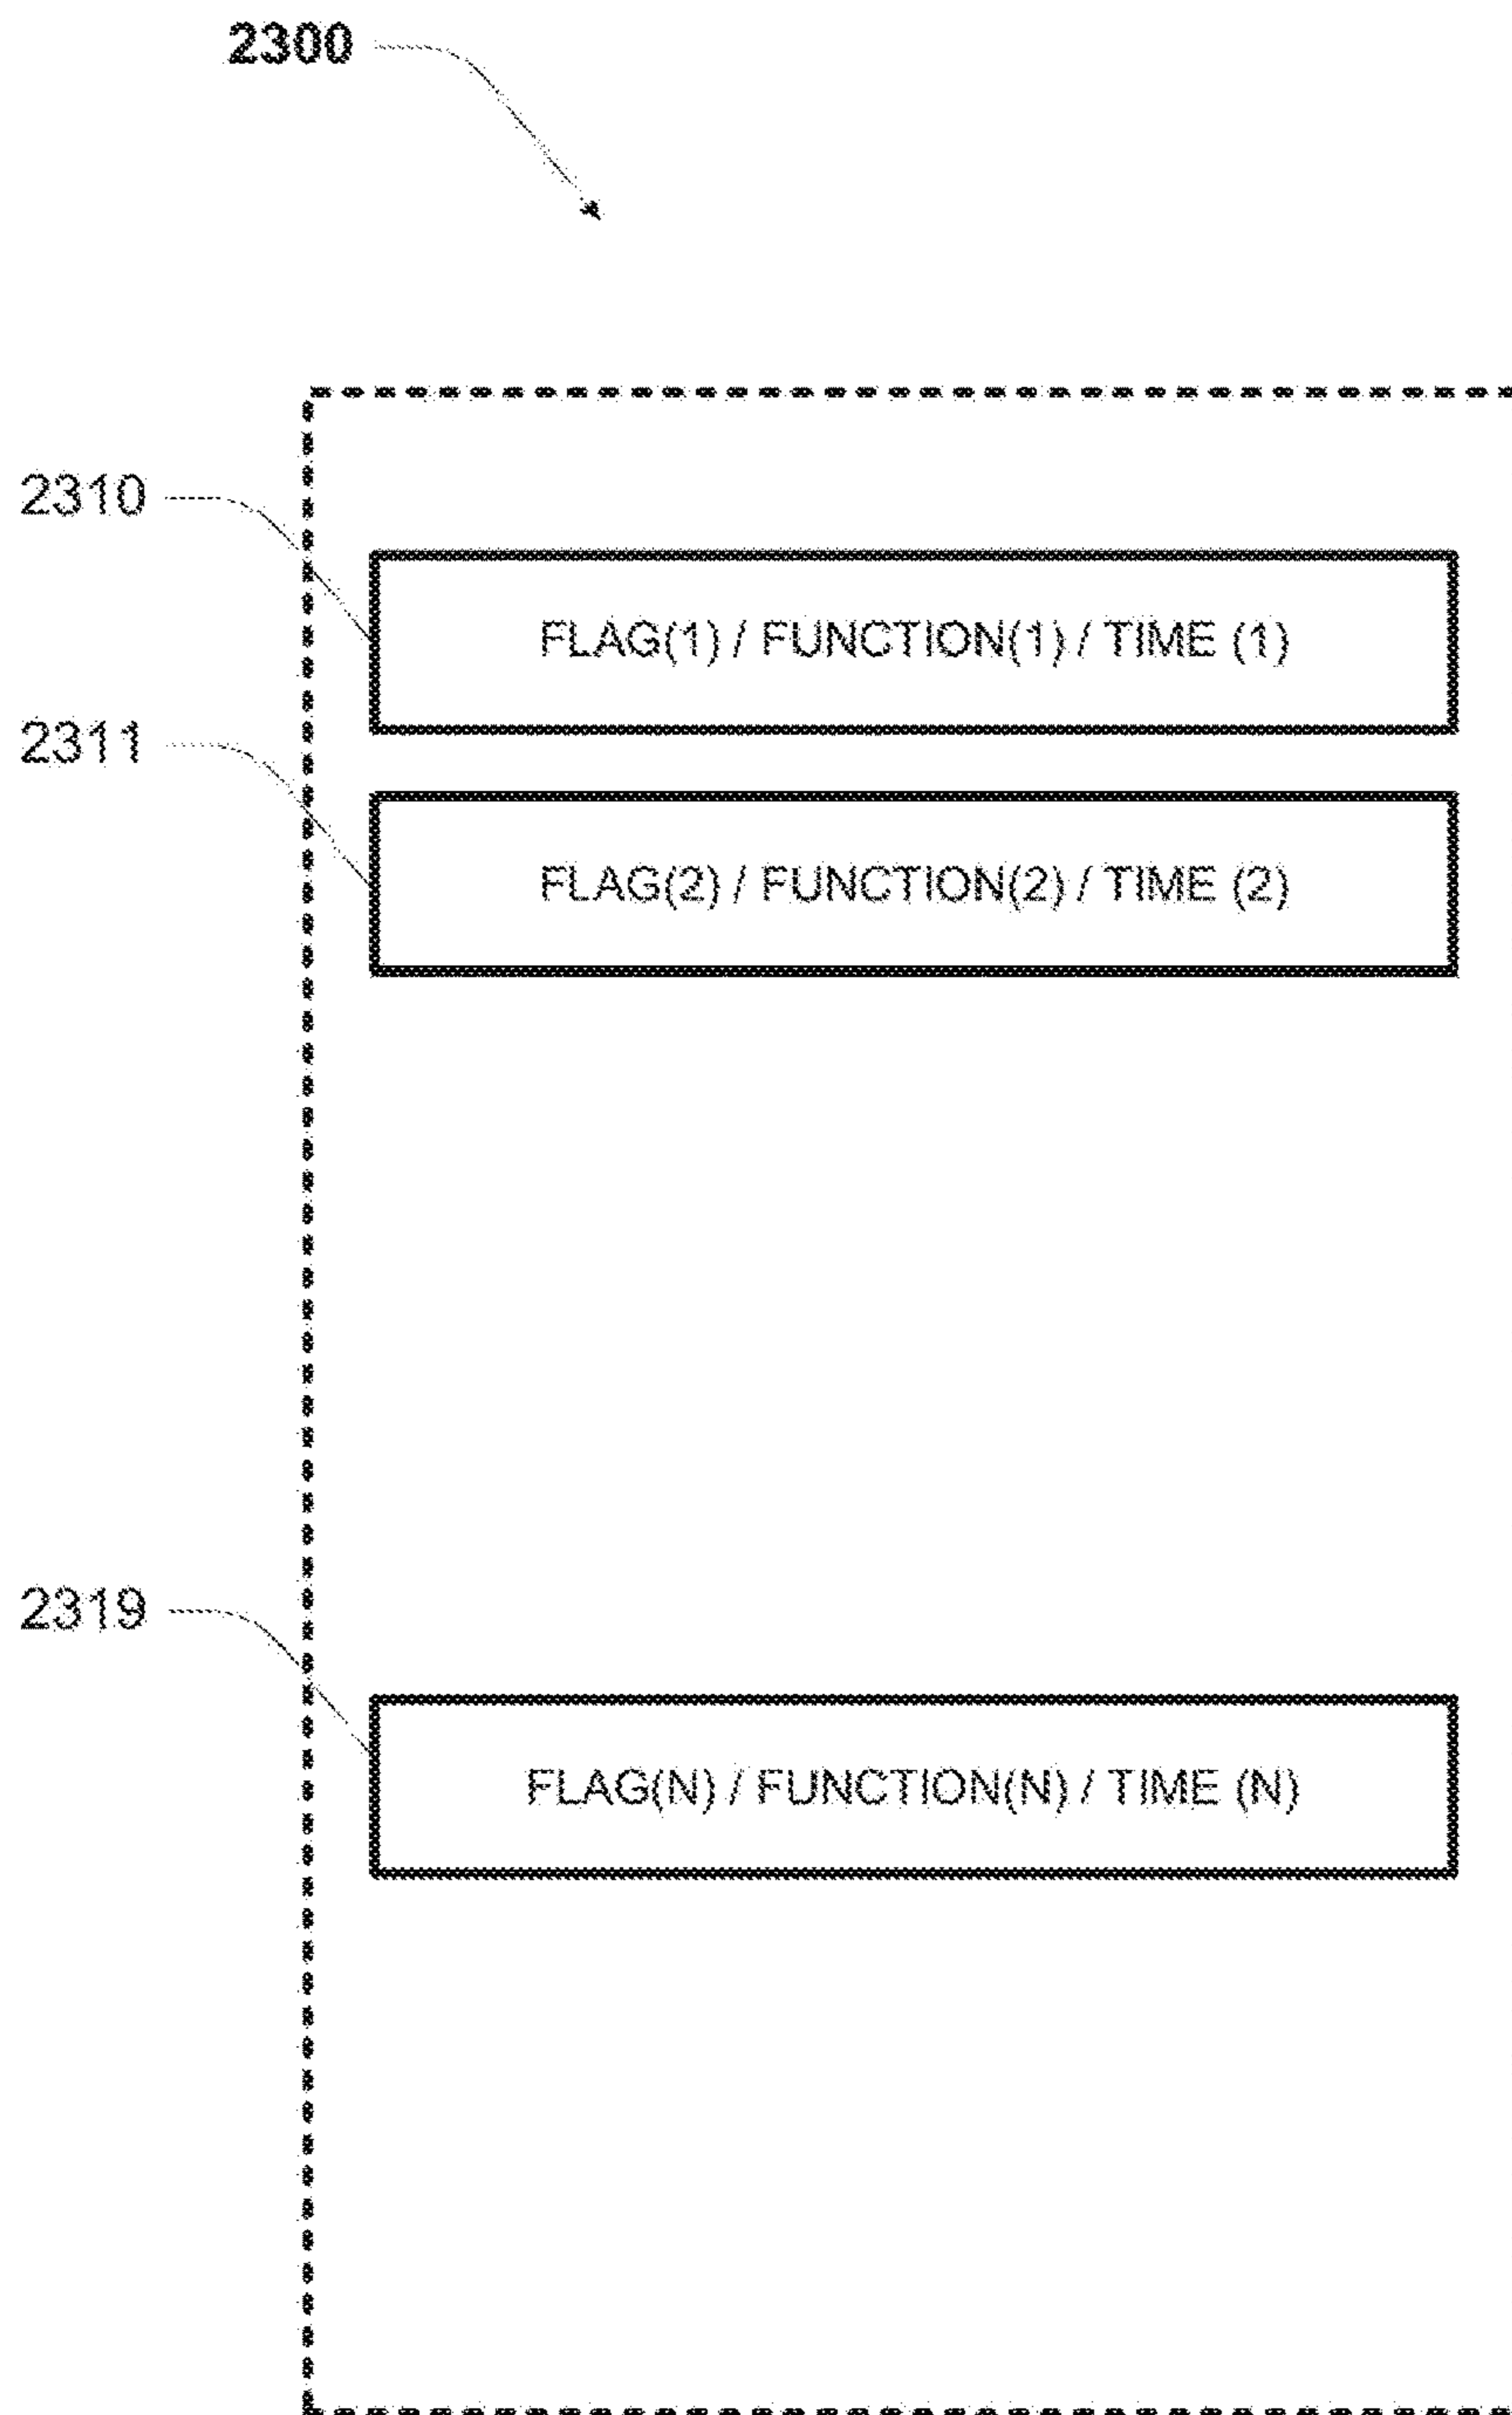 2300
2310
FLAG(1) / FUNCTION(1) / TIME (1)
2311
FLAG(2) / FUNCTION(2) / TIME (2)
2319
FLAG(N) / FUNCTION(N) / TIME (N)